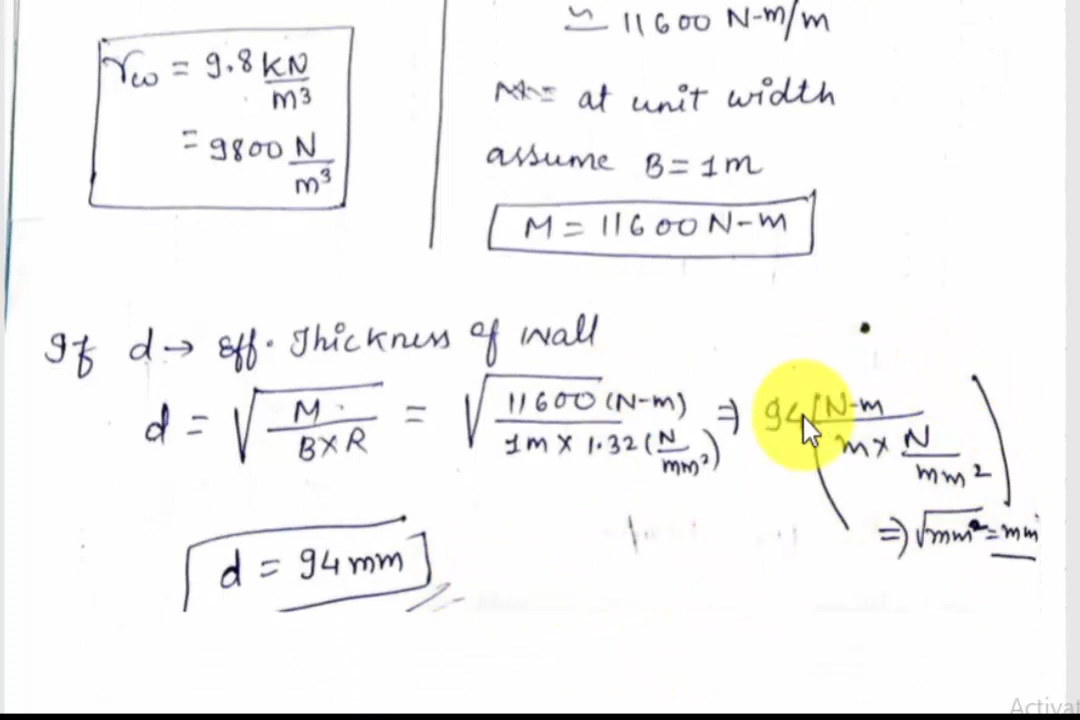 γw = 9.8 kN/m3
= 9800 N/m3
≃ 11600 N-m/m
at unit width
assume B = 1m
M = 11600 N-m
If d → eff. Thickness of wall
d = √(M / B×R) = √(11600 (N-m) / 1m × 1.32 (N/mm²)) ⇒ 94 (N-m / m × N/mm²)
⇒ √mm² = mm
d = 94 mm
Activat